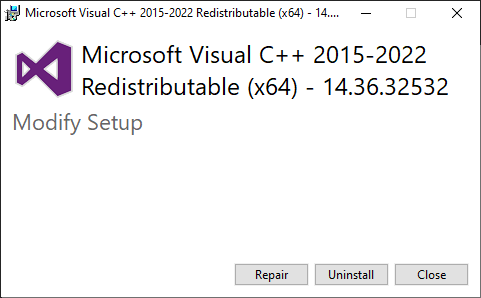 Microsoft Visual C++ 2015-2022 Redistributable (x64) - 14....
Microsoft Visual C++ 2015-2022
Redistributable (x64) - 14.36.32532
Modify Setup
Repair Uninstall Close